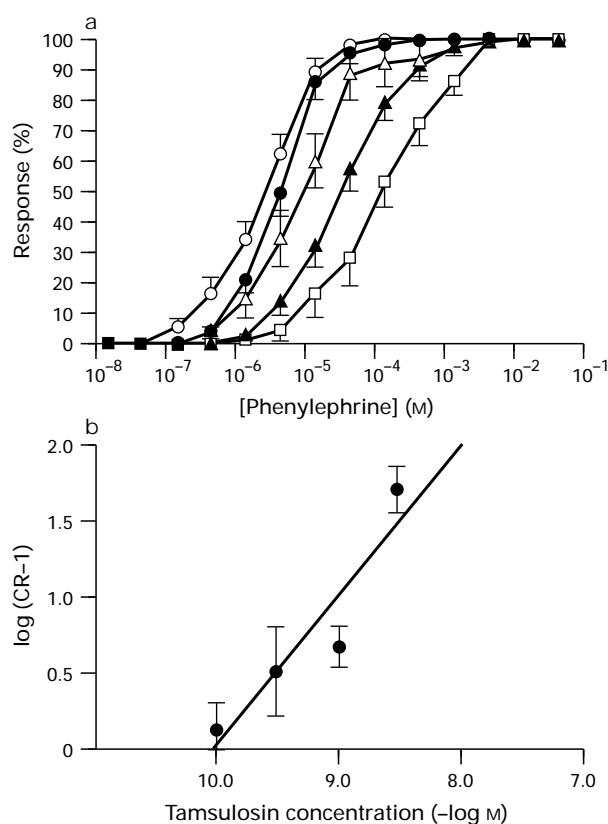 a
100
90
80
70
60
50
40
30
20
10
0
Response (%)
10⁻⁸ 10⁻⁷ 10⁻⁶ 10⁻⁵ 10⁻⁴ 10⁻³ 10⁻² 10⁻¹
[Phenylephrine] (M)
b
2.0
1.5
1.0
0.5
0
log (CR–1)
10.0 9.0 8.0 7.0
Tamsulosin concentration (–log M)